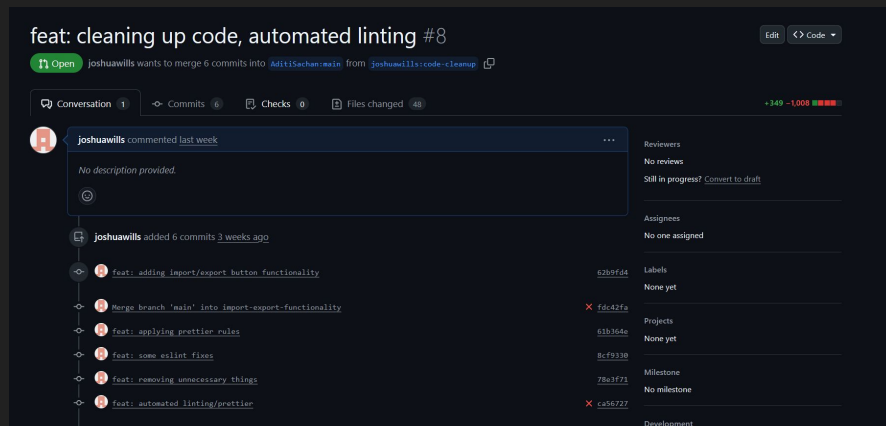 feat: cleaning up code, automated linting #8
Edit
<> Code
Open
joshuawills wants to merge 6 commits into AditiSachan:main from joshuawills:code-cleanup
Conversation 1
Commits 6
Checks 0
Files changed 48
+349 −1,008
joshuawills commented last week
...
No description provided.
joshuawills added 6 commits 3 weeks ago
feat: adding import/export button functionality 62b9fd4
Merge branch 'main' into import-export-functionality fdc42fa
feat: applying prettier rules 61b364e
feat: some eslint fixes 8cf9330
feat: removing unnecessary things 78e3f71
feat: automated linting/prettier ca56727
Reviewers
No reviews
Still in progress? Convert to draft
Assignees
No one assigned
Labels
None yet
Projects
None yet
Milestone
No milestone
Development